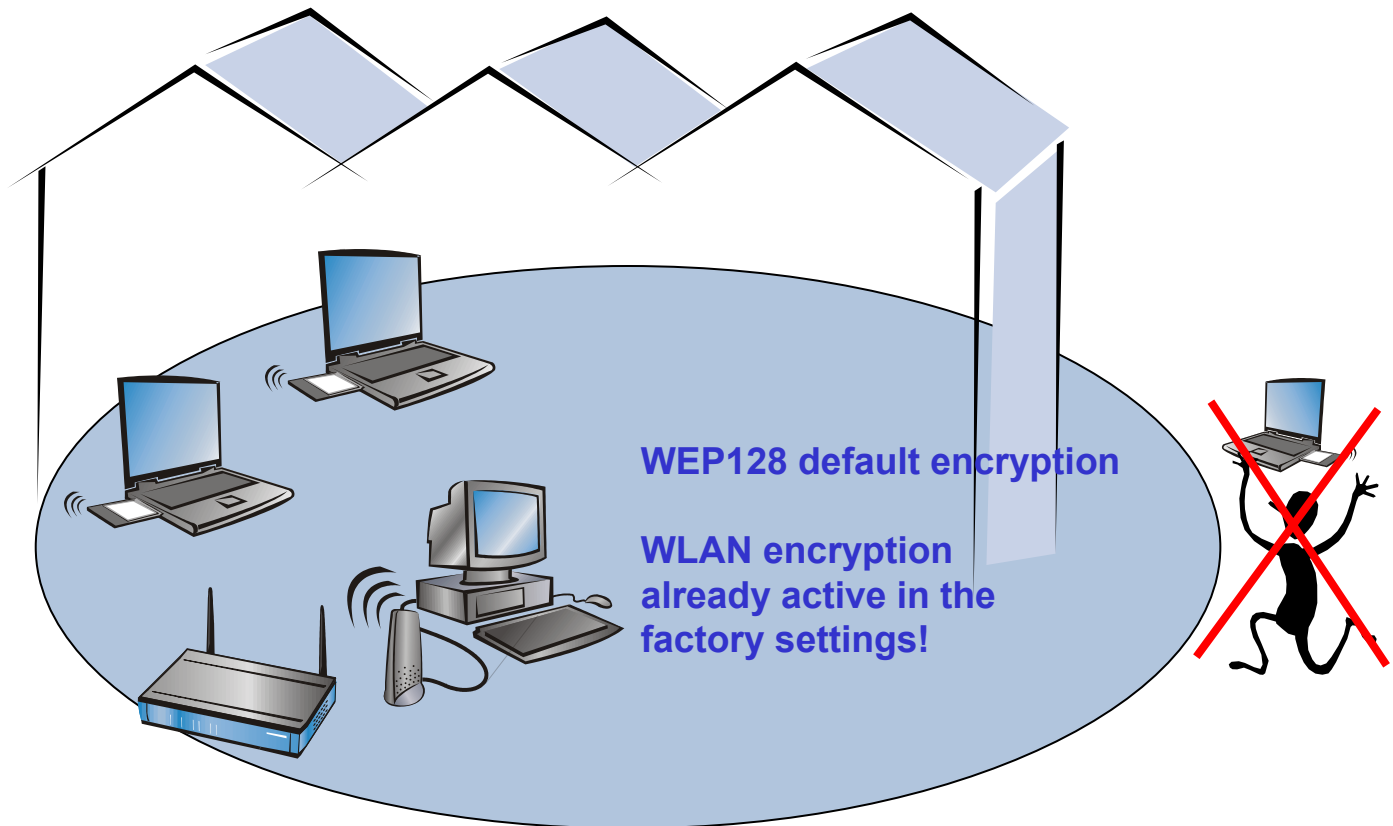 WEP128 default encryption
WLAN encryption
already active in the
factory settings!